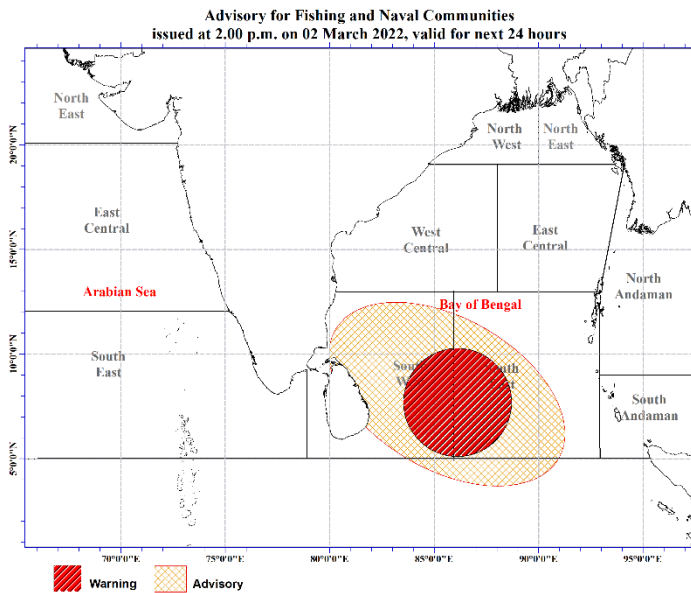 Advisory for Fishing and Naval Communities
issued at 2.00 p.m. on 02 March 2022, valid for next 24 hours
North
East
North
West
North
East
20°0'0"N
East
Central
West
Central
East
Central
15°0'0"N
North
Andaman
Arabian Sea
Bay of Bengal
10°0'0"N
South
East
South
South
East
South
Andaman
5°0'0"N
70°0'0"E
75°0'0"E
80°0'0"E
85°0'0"E
90°0'0"E
95°0'0"E
Warning
Advisory